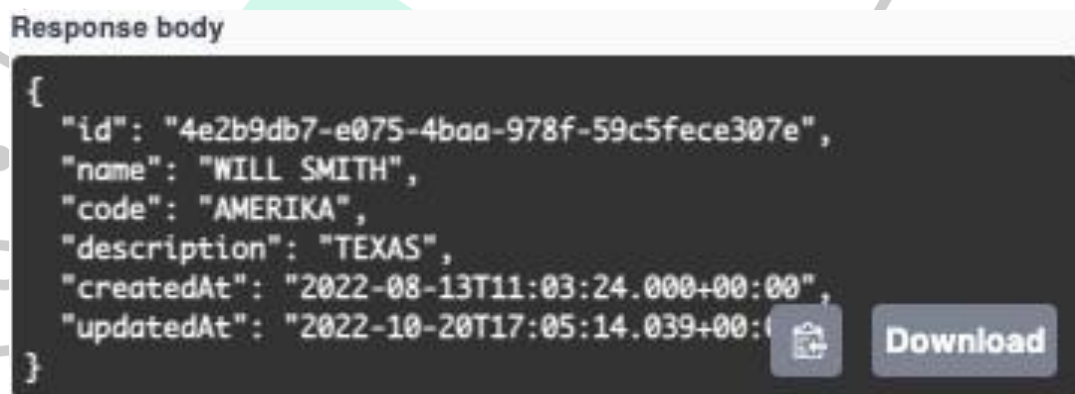 Response body
{
"id": "4e2b9db7-e075-4baa-978f-59c5fece307e",
"name": "WILL SMITH",
"code": "AMERIKA",
"description": "TEXAS",
"createdAt": "2022-08-13T11:03:24.000+00:00",
"updatedAt": "2022-10-20T17:05:14.039+00:
Download
}